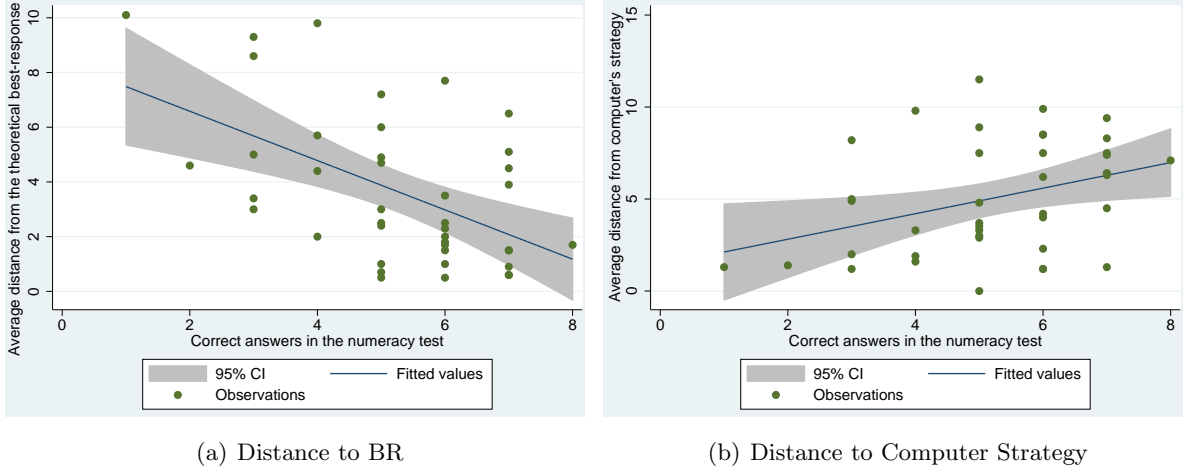 Average distance from the theoretical best-response
10
8
6
4
2
0
0 2 4 6 8
Correct answers in the numeracy test
95% CI Fitted values
Observations
(a) Distance to BR
Average distance from computer's strategy
15
10
5
0
0 2 4 6 8
Correct answers in the numeracy test
95% CI Fitted values
Observations
(b) Distance to Computer Strategy